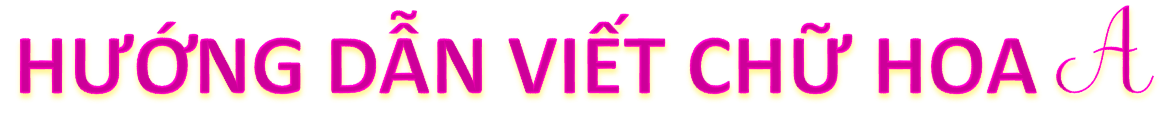 HƯỚNG DẪN VIẾT CHỮ HOA A